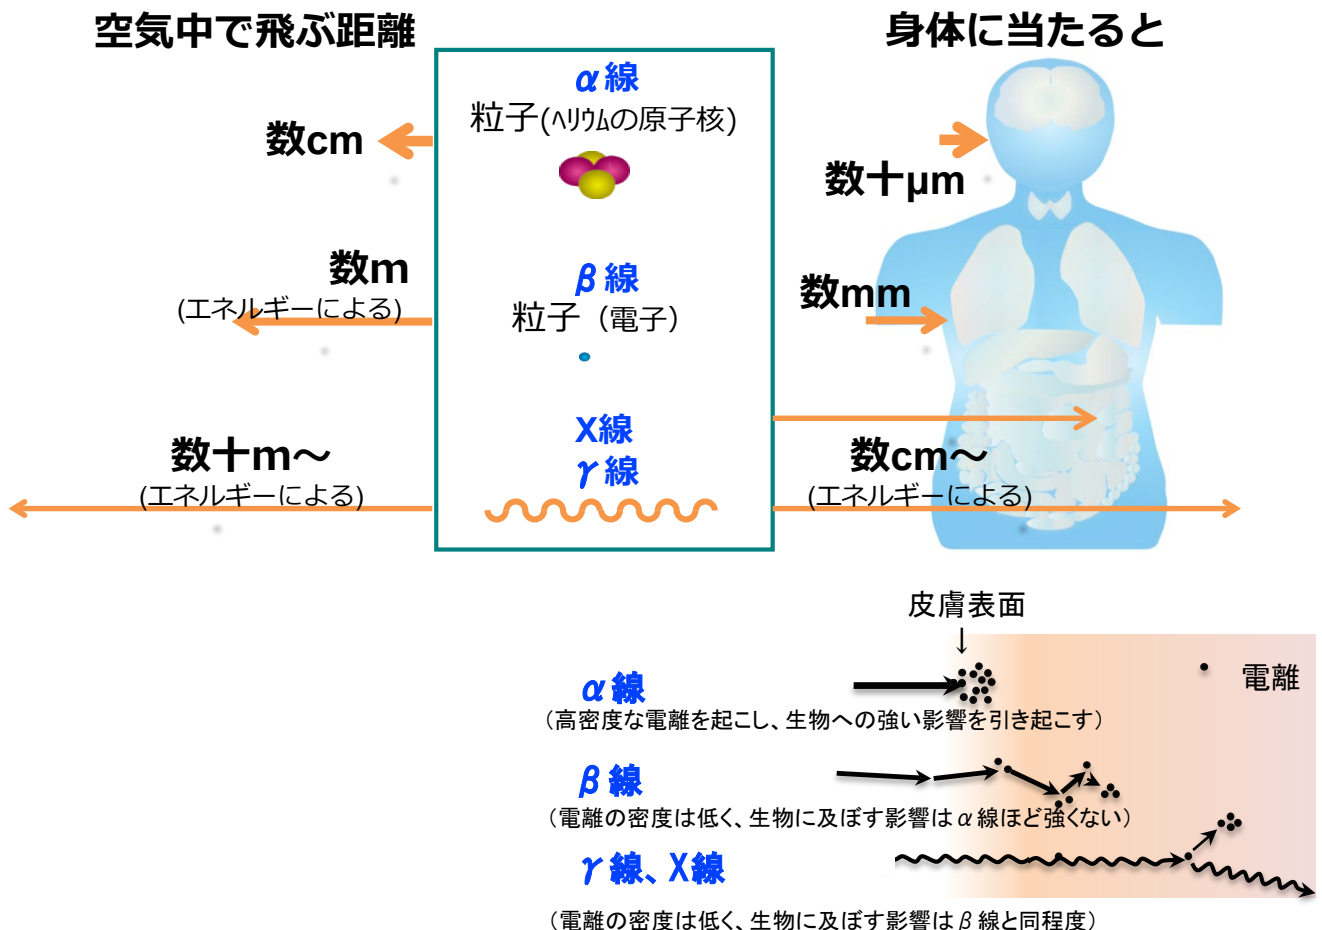 空気中で飛ぶ距離
身体に当たると
α線
粒子(ﾍﾘｳﾑの原子核)
数cm
数十μm
β線
粒子（電子）
数m
(エネルギーによる)
数mm
X線
γ線
数十m～
(エネルギーによる)
数cm～
(エネルギーによる)
皮膚表面
↓
電離
α線
（高密度な電離を起こし、生物への強い影響を引き起こす）
β線
（電離の密度は低く、生物に及ぼす影響はα線ほど強くない）
γ線、X線
（電離の密度は低く、生物に及ぼす影響はβ線と同程度）